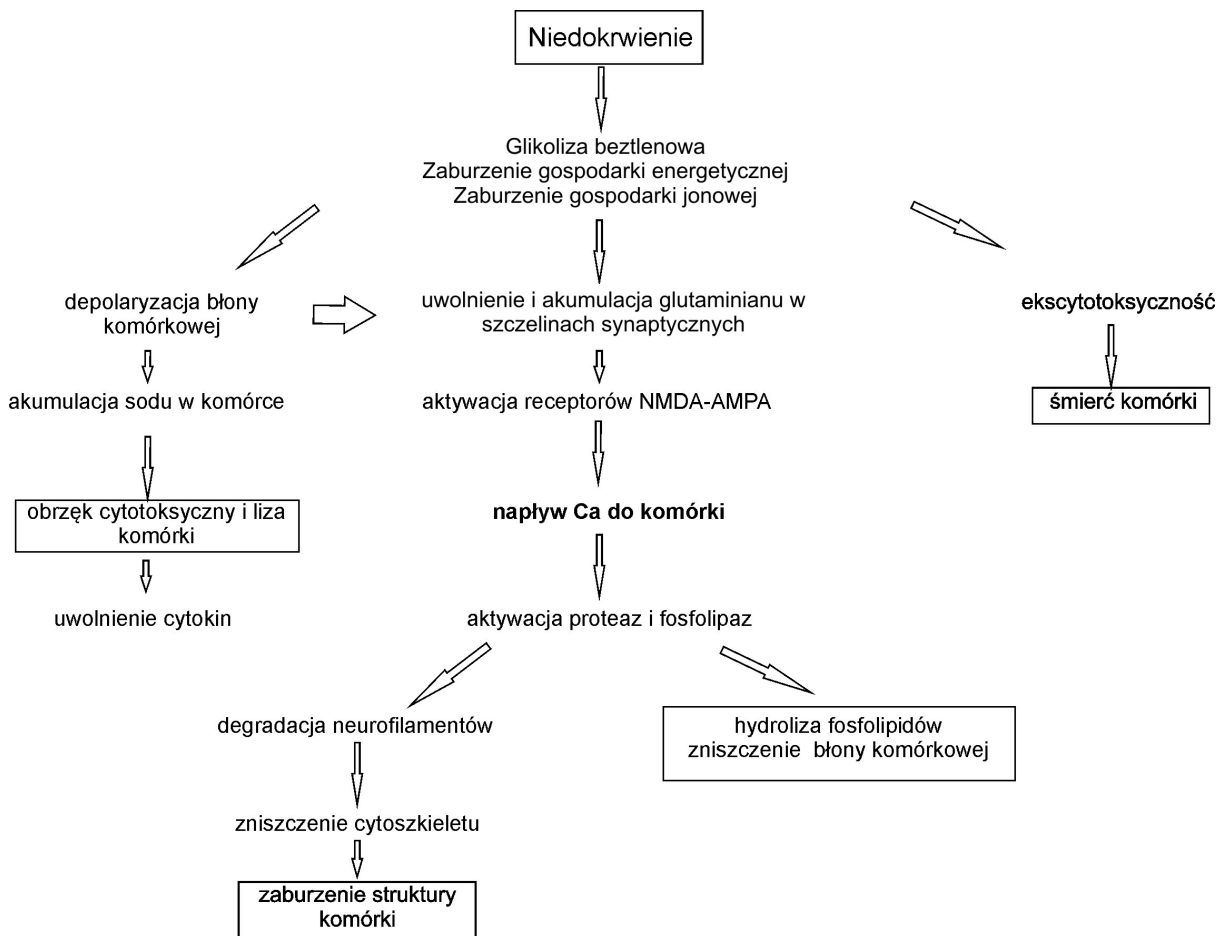 Niedokrwienie
Glikoliza beztlenowa
Zaburzenie gospodarki energetycznej
Zaburzenie gospodarki jonowej
depolaryzacja błony
komórkowej
uwolnienie i akumulacja glutaminianu w
szczelinach synaptycznych
ekscytotoksyczność
akumulacja sodu w komórce
aktywacja receptorów NMDA-AMPA
śmierć komórki
obrzęk cytotoksyczny i liza
komórki
napływ Ca do komórki
uwolnienie cytokin
aktywacja proteaz i fosfolipaz
degradacja neurofilamentów
hydroliza fosfolipidów
zniszczenie błony komórkowej
zniszczenie cytoszkieletu
zaburzenie struktury
komórki